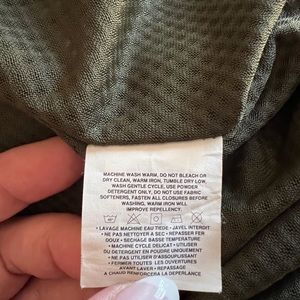 MACHINE WASH WARM, DO NOT BLEACH OR
DRY CLEAN, WARM IRON, TUMBLE DRY LOW,
WASH GENTLE CYCLE, USE POWDER
DETERGENT ONLY, DO NOT USE FABRIC
SOFTENERS, FASTEN ALL CLOSURES BEFORE
WASHING, WARM IRON WILL
IMPROVE REPELLENCY.
• LAVAGE MACHINE EAU TIEDE • JAVEL INTERDIT
• NE PAS NETTOYER A SEC • REPASSER FER
DOUX • SECHAGE BASSE TEMPERATURE
• MACHINE CYCLE DELICAT • UTILISER
DU DETERGENT EN POUDRE
• NE PAS UTILISER D'ASSOUPLISSANT
• FERMER TOUTES LES OUVERTURES
AVANT LAVER • REPASSAGE
A CHAUD RENFORCERA LA DEPERLANCE